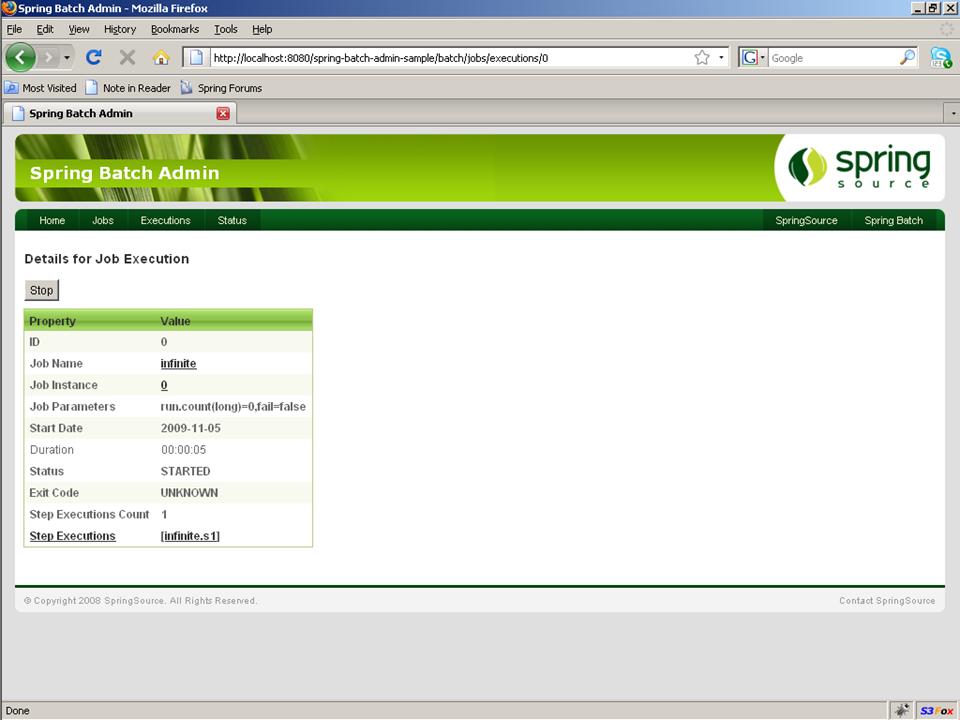 Spring Batch Admin - Mozilla Firefox
File Edit View History Bookmarks Tools Help
http://localhost:8080/spring-batch-admin-sample/batch/jobs/executions/0
G Google
Most Visited Note in Reader Spring Forums
Spring Batch Admin
Spring Batch Admin
spring
source
Home Jobs Executions Status SpringSource Spring Batch
Details for Job Execution
Stop
Property Value
ID 0
Job Name infinite
Job Instance 0
Job Parameters run.count(long)=0,fail=false
Start Date 2009-11-05
Duration 00:00:05
Status STARTED
Exit Code UNKNOWN
Step Executions Count 1
Step Executions [infinite.s1]
© Copyright 2008 SpringSource. All Rights Reserved. Contact SpringSource
Done S3Fox